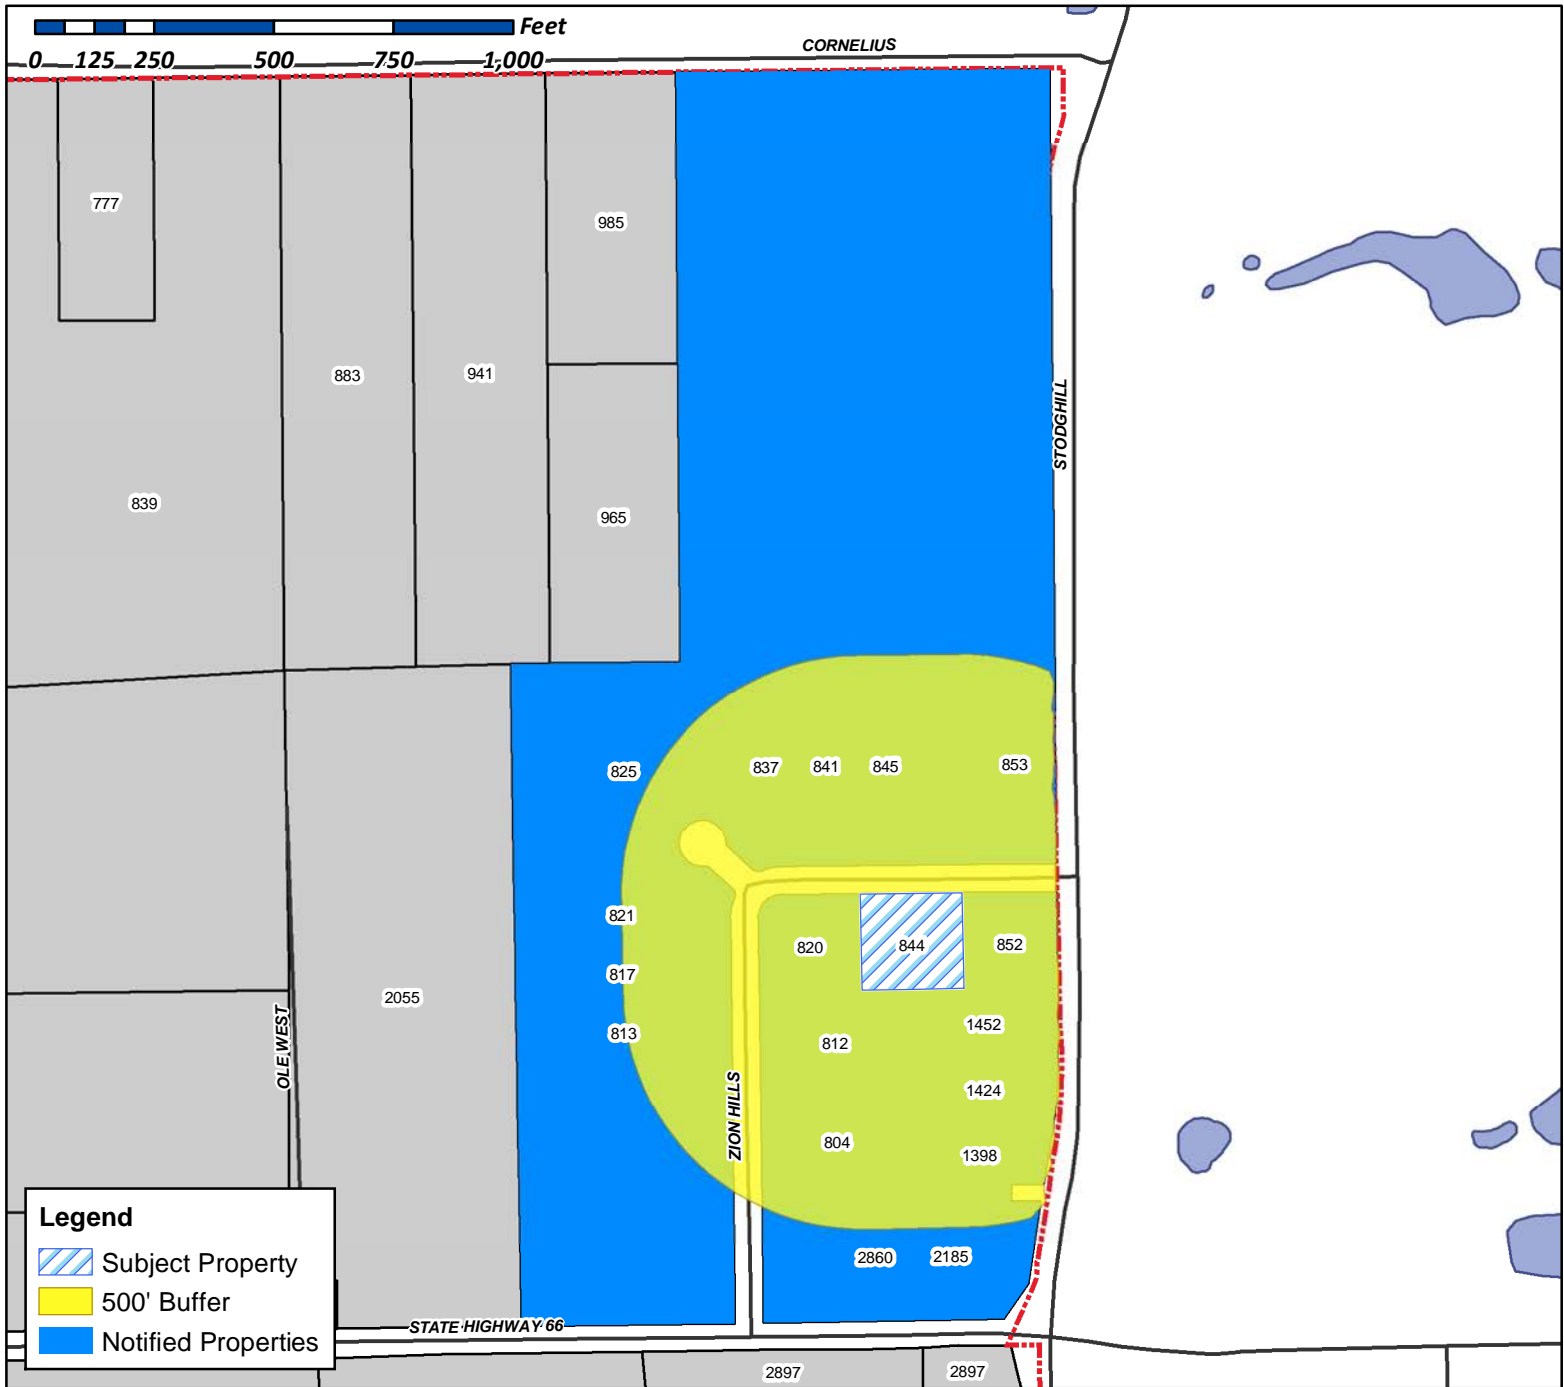 Feet
0 125 250 500 750 1,000
CORNELIUS
777
985
883
941
STODGHILL
839
965
825
837
841
845
853
821
820
844
852
817
2055
813
812
1452
OLE WEST
ZION HILLS
1424
804
1398
2860
2185
Legend
Subject Property
500' Buffer
Notified Properties
STATE HIGHWAY 66
2897
2897